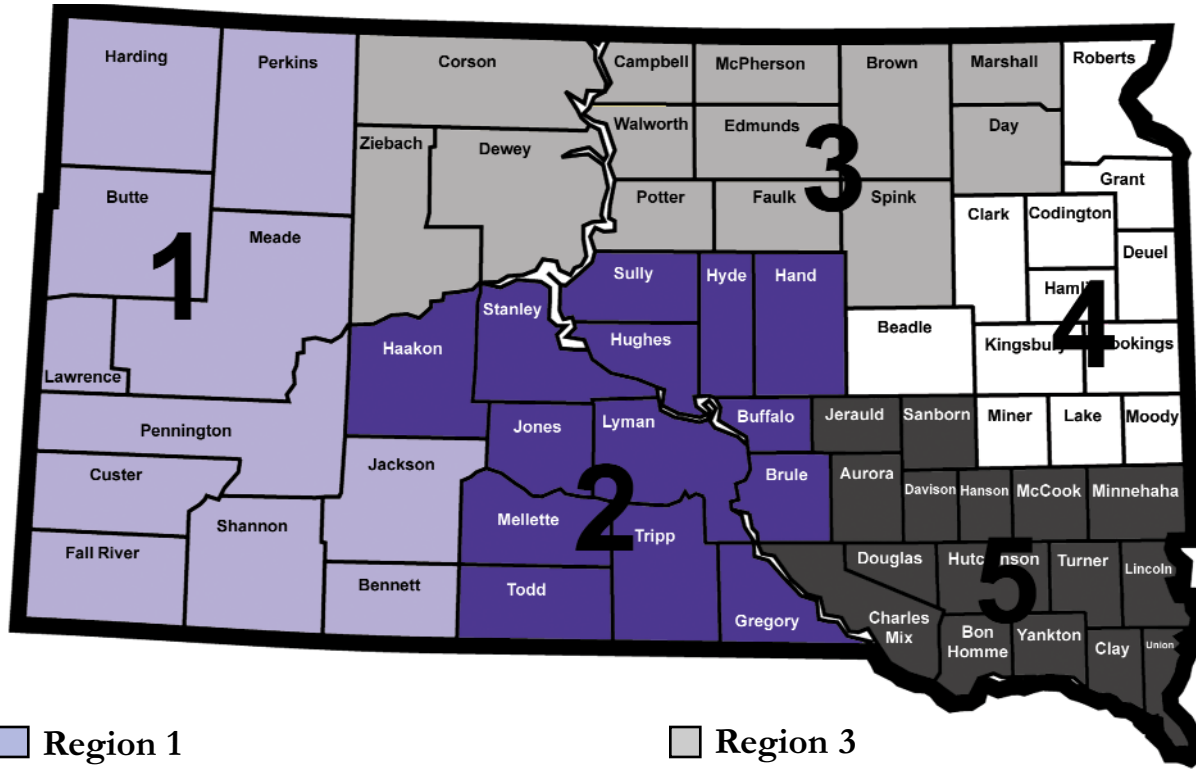 Harding
Perkins
Corson
Campbell
McPherson
Brown
Marshall
Roberts
Ziebach
Dewey
Walworth
Edmunds
Day
3
Grant
Butte
Potter
Faulk
Spink
Clark
Codington
Meade
1
Deuel
Sully
Hyde
Hand
Stanley
4
Haakon
Hughes
Beadle
Kingsbury
Lawrence
Pennington
Jones
Lyman
Buffalo
Jerauld
Sanborn
Miner
Lake
Moody
Jackson
Custer
Brule
Aurora
Davison
Hanson
McCook
Minnehaha
2
Shannon
Mellette
Tripp
Fall River
Douglas
5
Turner
Lincoln
Bennett
Todd
Gregory
Charles
Mix
Bon
Homme
Yankton
Clay
Union
Region 1
Region 3